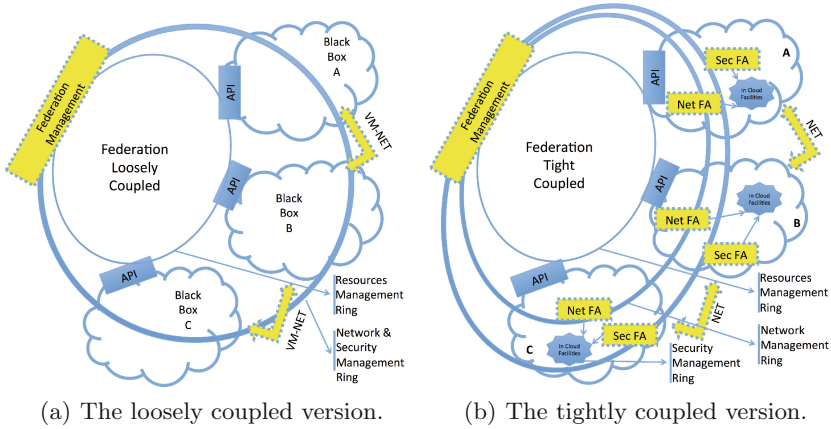 Federation
Management
Federation
Loosely
Coupled
API
Black
Box
A
VM-NET
API
Black
Box
B
API
Black
Box
C
VM-NET
Resources
Management
Ring
Network &
Security
Management
Ring
(a) The loosely coupled version.
Federation
Management
Federation
Tight
Coupled
API
A
Sec FA
In Cloud
Facilities
Net FA
NET
API
In Cloud
Facilities
B
Net FA
Sec FA
API
Net FA
NET
Sec FA
C
In Cloud
Facilities
Resources
Management
Ring
Network
Management
Ring
Security
Management
Ring
(b) The tightly coupled version.